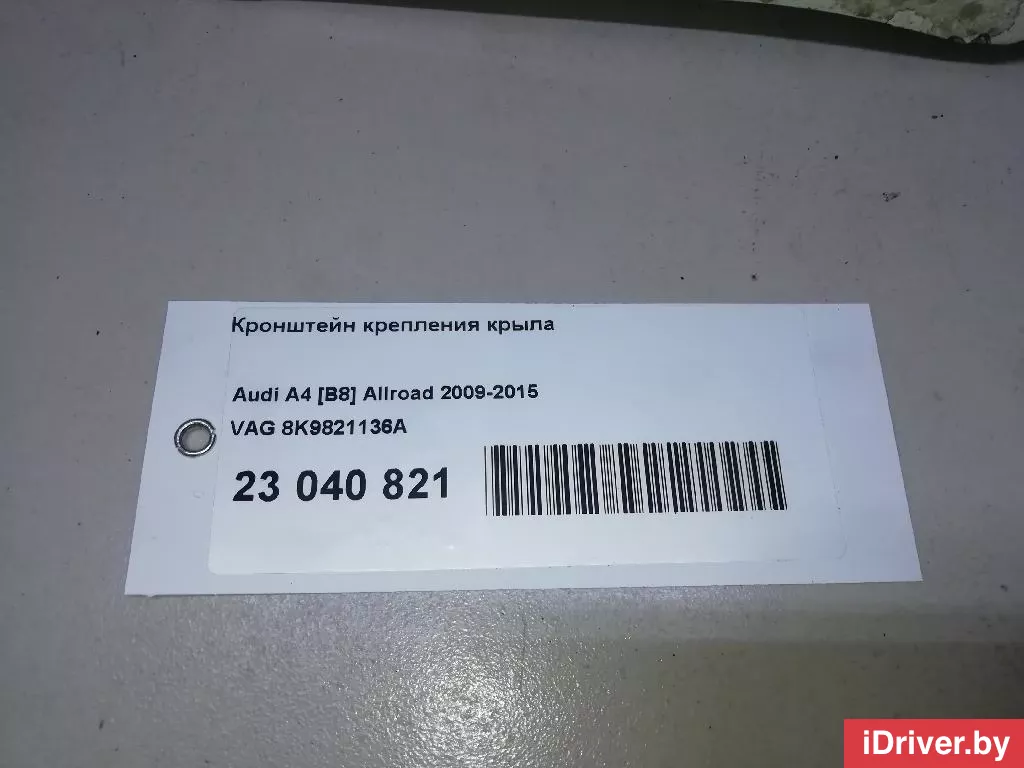 Кронштейн крепления крыла
Audi A4 [B8] Allroad 2009-2015
VAG 8K9821136A
23 040 821
iDriver.by